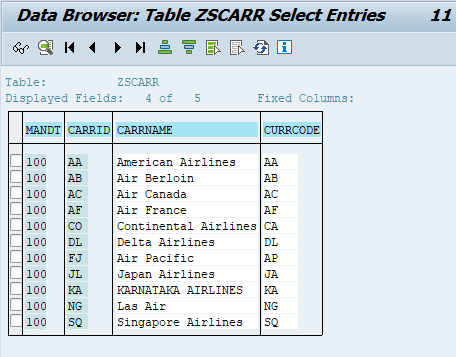 Data Browser: Table ZSCARR Select Entries 11
Table: ZSCARR
Displayed Fields: 4 of 5 Fixed Columns:
MANDT CARRID CARRNAME CURRCODE
100 AA American Airlines AA
100 AB Air Berloin AB
100 AC Air Canada AC
100 AF Air France AF
100 CO Continental Airlines CA
100 DL Delta Airlines DL
100 FJ Air Pacific AP
100 JL Japan Airlines JA
100 KA KARNATAKA AIRLINES KA
100 NG Las Air NG
100 SQ Singapore Airlines SQ